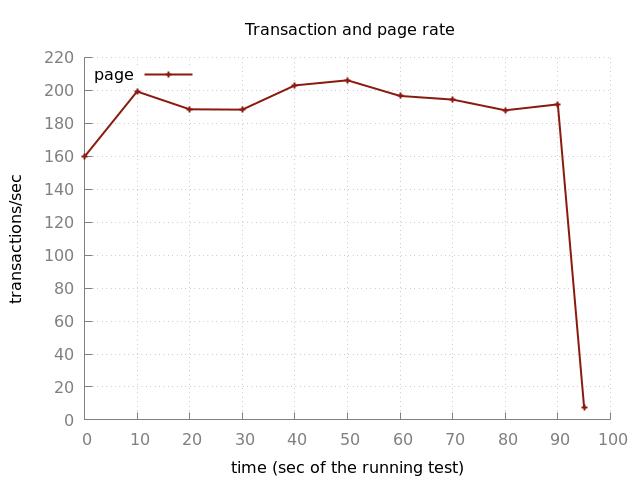 Transaction and page rate
220
200
180
160
140
120
100
80
60
40
20
0
page
transactions/sec
0 10 20 30 40 50 60 70 80 90 100
time (sec of the running test)